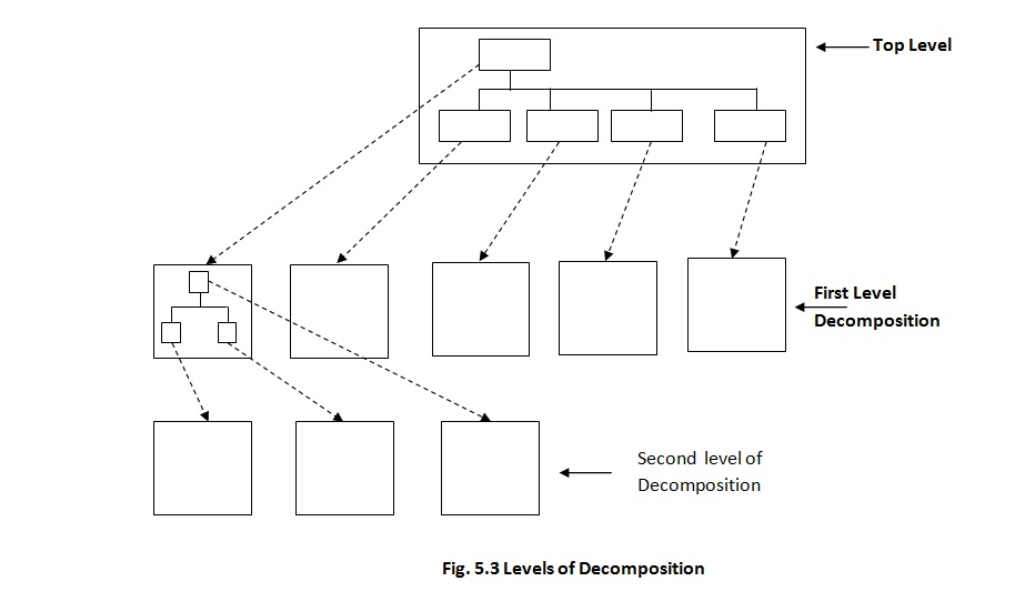 Top Level
First Level
Decomposition
Second level of
Decomposition
Fig. 5.3 Levels of Decomposition